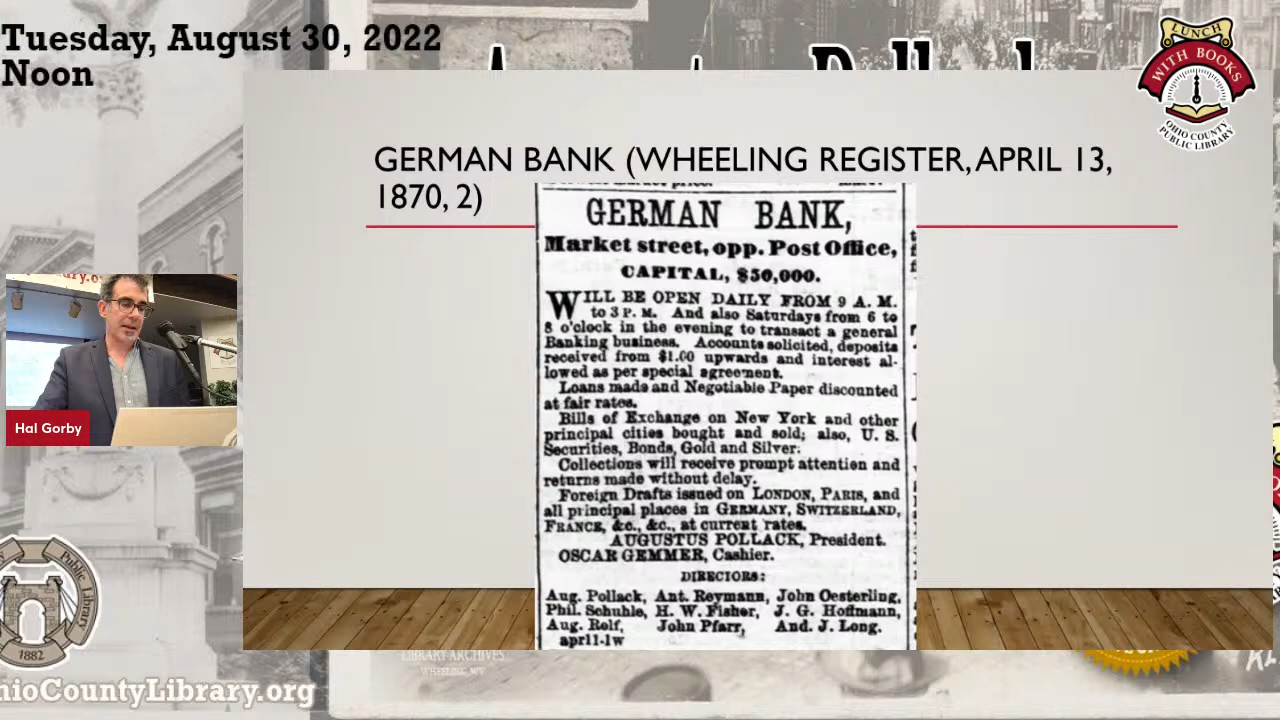 Tuesday, August 30, 2022
Noon
LUNCH
WITH BOOKS
OHIO COUNTY
PUBLIC LIBRARY
GERMAN BANK (WHEELING REGISTER, APRIL 13,
1870, 2)
GERMAN BANK,
Market street, opp. Post Office,
CAPITAL, $50,000.
WILL BE OPEN DAILY FROM 9 A. M.
to 3 P. M. And also Saturdays from 6 to
8 o'clock in the evening to transact a general
Banking business. Accounts solicited, deposits
received from $1.00 upwards and interest al-
lowed as per special agreement.
Loans made and Negotiable Paper discounted
at fair rates.
Bills of Exchange on New York and other
principal cities bought and sold; also, U. S.
Securities, Bonds, Gold and Silver.
Collections will receive prompt attention and
returns made without delay.
Foreign Drafts issued on LONDON, PARIS, and
all principal places in GERMANY, SWITZERLAND,
FRANCE, &c., &c., at current rates.
AUGUSTUS POLLACK, President.
OSCAR GEMMER, Cashier.
DIRECTORS:
Aug. Pollack, Ant. Reymann, John Oesterling,
Phil. Schuhle, H. W. Fisher, J. G. Hoffmann,
Aug. Rolf, John Pfarr, And. J. Long.
apr11-1w
Hal Gorby
Public Library
1882
hioCountyLibrary.org
LIBRARY ARCHIVES
WHEELING, WV